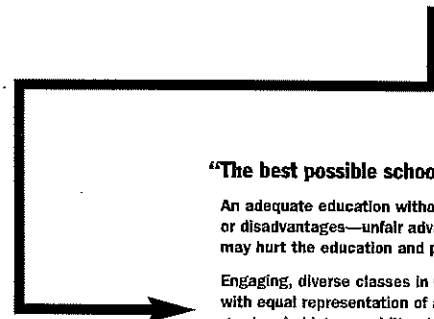 “The best possible schoo
An adequate education witho
or disadvantages—unfair adv
may hurt the education and p
Engaging, diverse classes in
with equal representation of